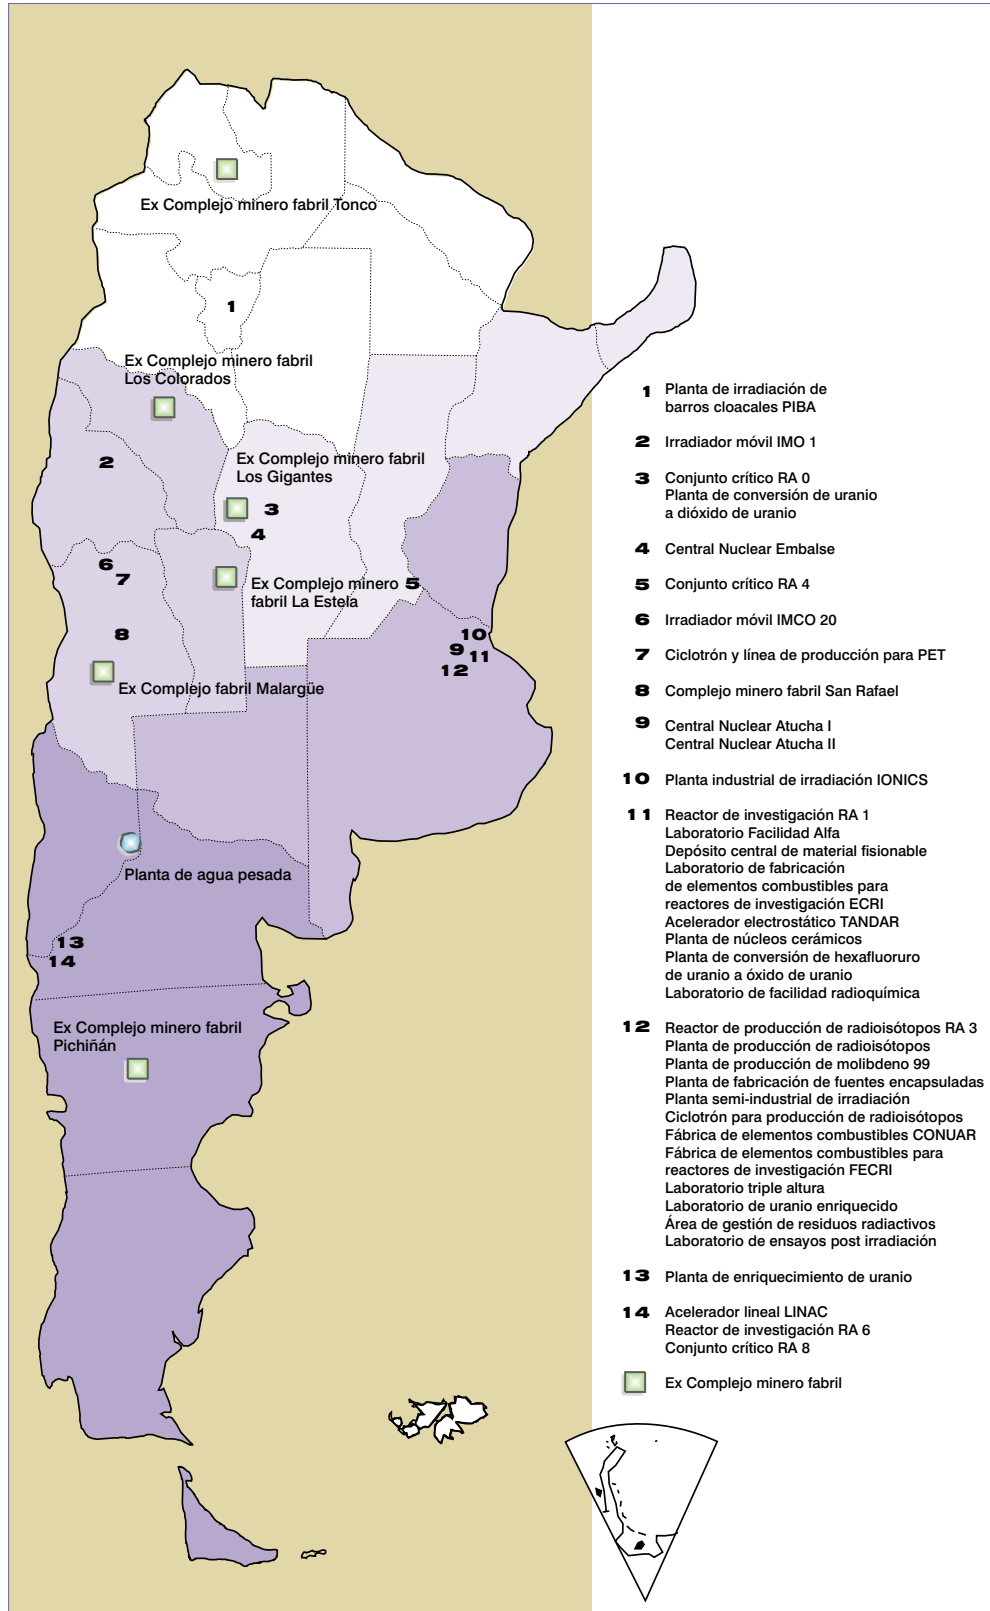 Ex Complejo minero fabril Tonco
1
Ex Complejo minero fabril
Los Colorados
2
Ex Complejo minero fabril
Los Gigantes
3
4
Ex Complejo minero
fabril La Estela
5
6
7
8
Ex Complejo fabril Malargüe
10
9
11
12
Planta de agua pesada
13
14
Ex Complejo minero fabril
Pichiñán
1 Planta de irradiación de
barros cloacales PIBA
2 Irradiador móvil IMO 1
3 Conjunto crítico RA 0
Planta de conversión de uranio
a dióxido de uranio
4 Central Nuclear Embalse
5 Conjunto crítico RA 4
6 Irradiador móvil IMCO 20
7 Ciclotrón y línea de producción para PET
8 Complejo minero fabril San Rafael
9 Central Nuclear Atucha I
Central Nuclear Atucha II
10 Planta industrial de irradiación IONICS
11 Reactor de investigación RA 1
Laboratorio Facilidad Alfa
Depósito central de material fisionable
Laboratorio de fabricación
de elementos combustibles para
reactores de investigación ECRI
Acelerador electrostático TANDAR
Planta de núcleos cerámicos
Planta de conversión de hexafluoruro
de uranio a óxido de uranio
Laboratorio de facilidad radioquímica
12 Reactor de producción de radioisótopos RA 3
Planta de producción de radioisótopos
Planta de producción de molibdeno 99
Planta de fabricación de fuentes encapsuladas
Planta semi-industrial de irradiación
Ciclotrón para producción de radioisótopos
Fábrica de elementos combustibles CONUAR
Fábrica de elementos combustibles para
reactores de investigación FECRI
Laboratorio triple altura
Laboratorio de uranio enriquecido
Área de gestión de residuos radiactivos
Laboratorio de ensayos post irradiación
13 Planta de enriquecimiento de uranio
14 Acelerador lineal LINAC
Reactor de investigación RA 6
Conjunto crítico RA 8
Ex Complejo minero fabril